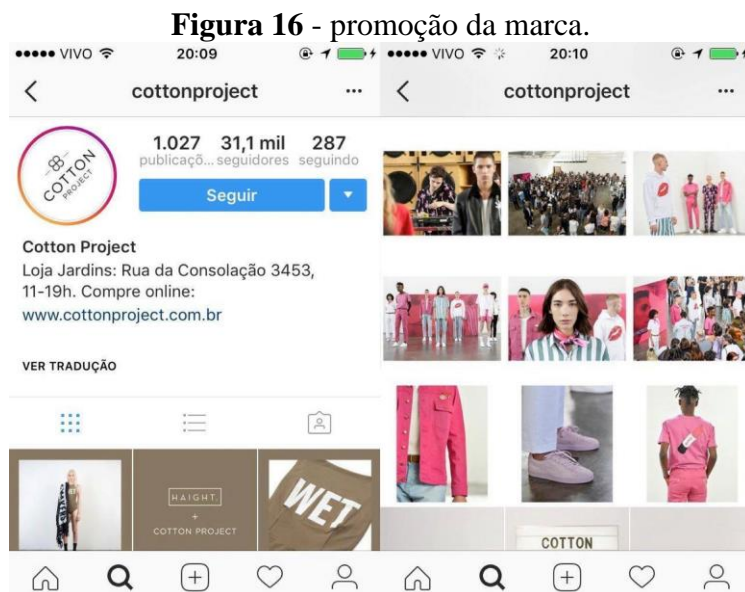 Figura 16 - promoção da marca.
VIVO 20:09
cottonproject
COTTON
PROJECT
1.027 31,1 mil 287
publicaçõ... seguidores seguindo
Seguir
Cotton Project
Loja Jardins: Rua da Consolação 3453,
11-19h. Compre online:
www.cottonproject.com.br
VER TRADUÇÃO
HAIGHT.
+
COTTON PROJECT
WET
VIVO 20:10
cottonproject
COTTON